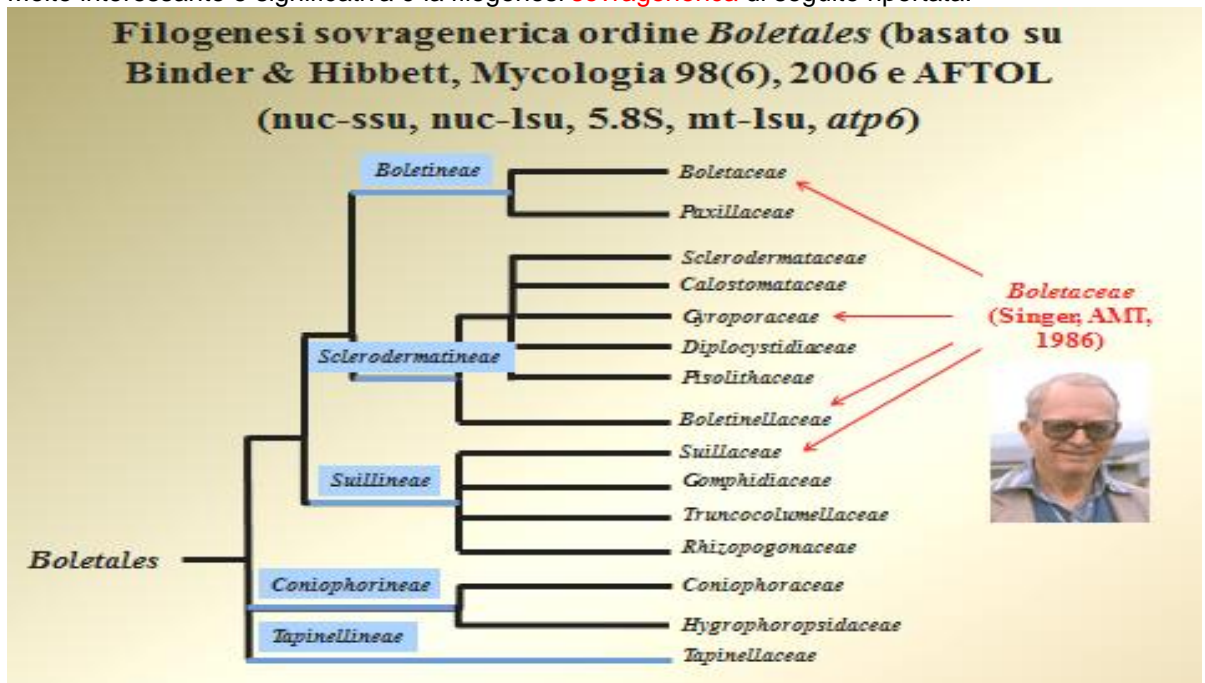 Filogenesi sovragenerica ordine Boletales (basato su
Binder & Hibbett, Mycologia 98(6), 2006 e AFTOL
(nuc-ssu, nuc-lsu, 5.8S, mt-lsu, atp6)
Boletineae
Boletaceae
Paxillaceae
Sclerodermataceae
Calostomataceae
Gyroporaceae
Sclerodermatineae
Diplocystidiaceae
Pisolithaceae
Boletinellaceae
Boletaceae
(Singer, AMT,
1986)
Suillaceae
Suillineae
Gomphidiaceae
Truncocolumellaceae
Rhizopogonaceae
Boletales
Coniophorineae
Coniophoraceae
Hygrophoropsidaceae
Tapinellineae
Tapinellaceae